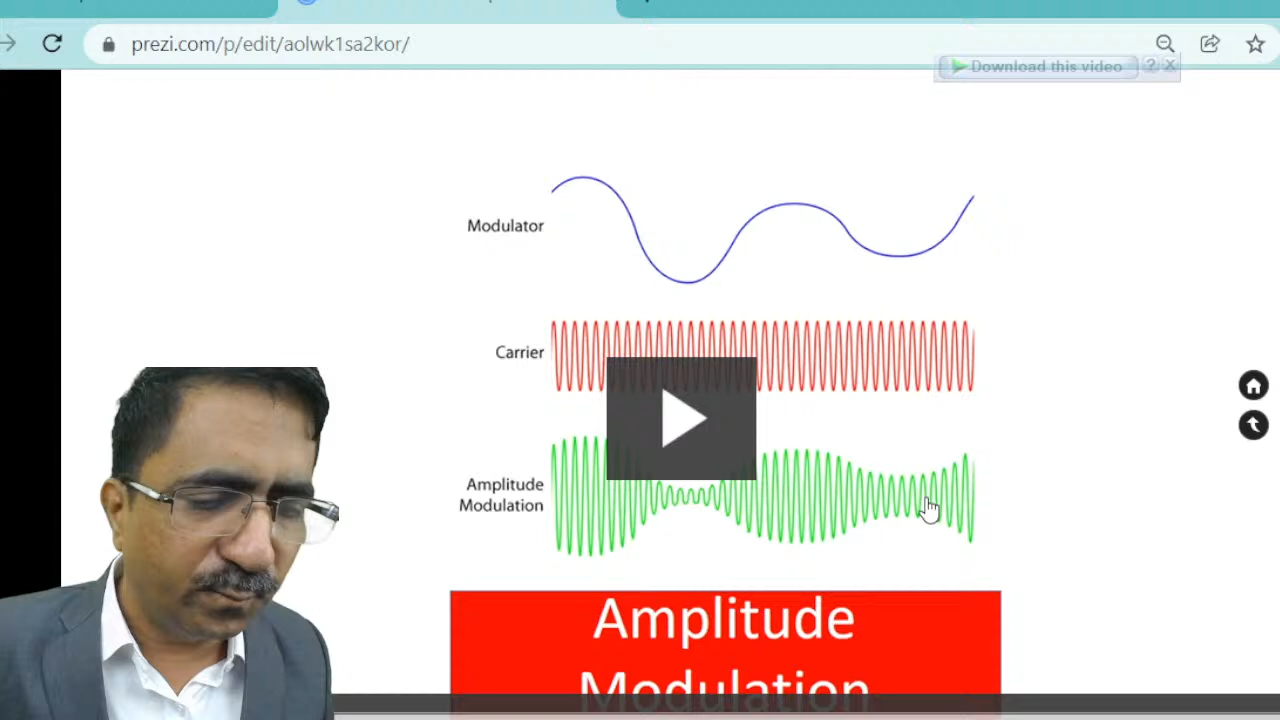 prezi.com/p/edit/aolwk1sa2kor/
Download this video ? X
Modulator
Carrier
Amplitude
Modulation
Amplitude
Modulation